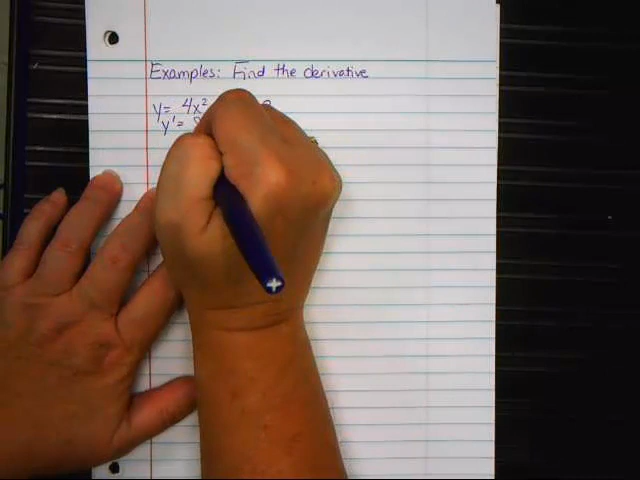 Examples: Find the derivative
y = 4x²
y' =